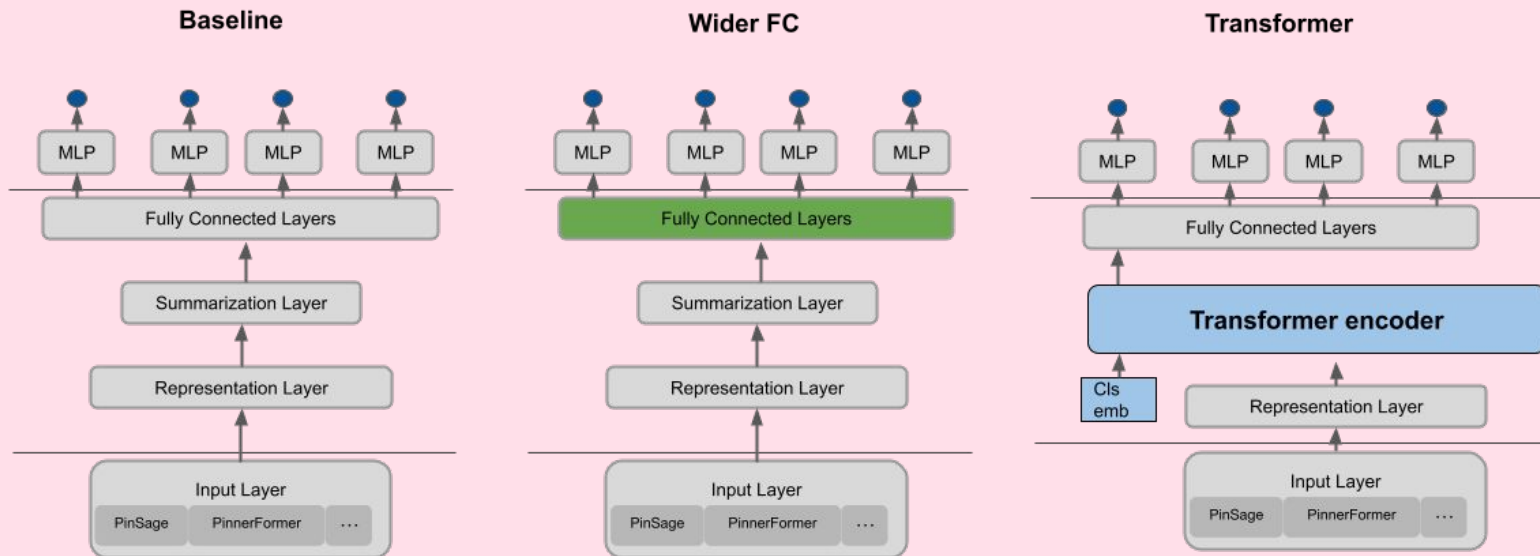 Baseline
MLP
MLP
MLP
MLP
Fully Connected Layers
Summarization Layer
Representation Layer
Input Layer
PinSage
PinnerFormer
...
Wider FC
MLP
MLP
MLP
MLP
Fully Connected Layers
Summarization Layer
Representation Layer
Input Layer
PinSage
PinnerFormer
...
Transformer
MLP
MLP
MLP
MLP
Fully Connected Layers
Transformer encoder
Cls
emb
Representation Layer
Input Layer
PinSage
PinnerFormer
...